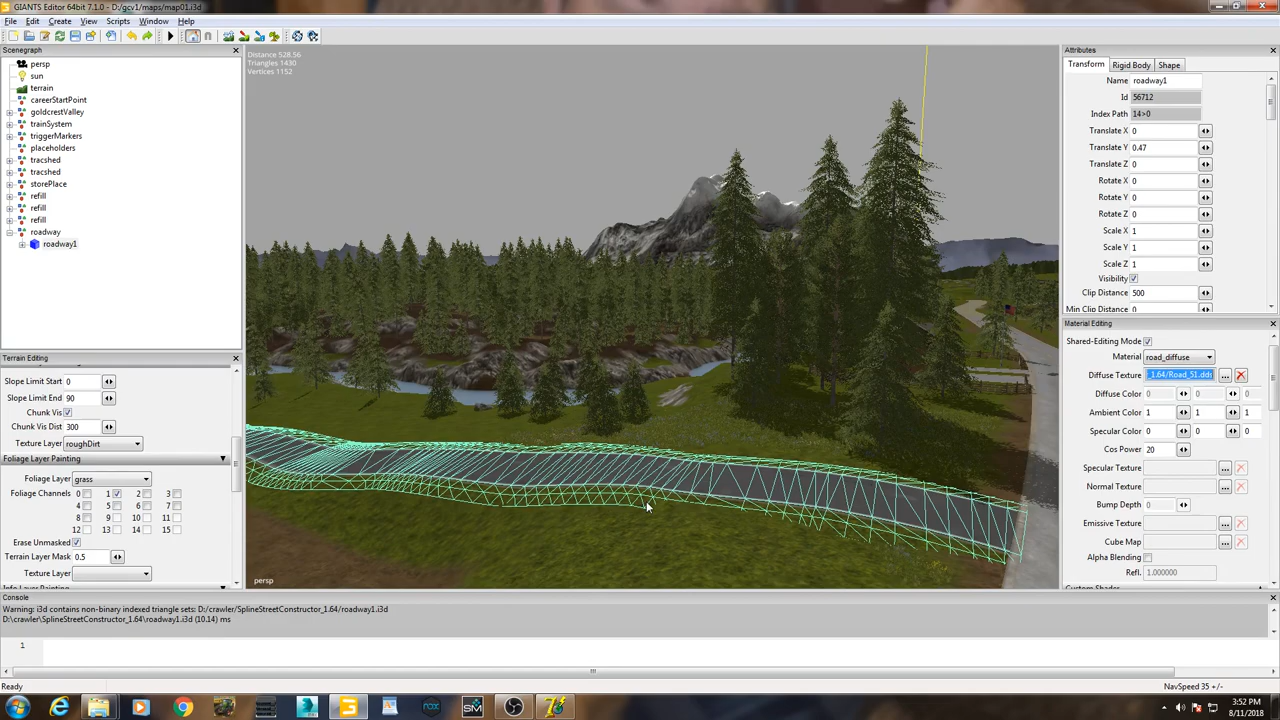 GIANTS Editor 64bit 7.1.0 - D:/gcv1/maps/map01.i3d
File Edit Create View Scripts Window Help
Scenegraph
persp
sun
terrain
careerStartPoint
goldcrestValley
trainSystem
triggerMarkers
placeholders
tracshed
tracshed
storePlace
refill
refill
refill
roadway
roadway1
Distance 528.56
Triangles 1430
Vertices 1152
persp
Attributes
Transform Rigid Body Shape
Name roadway1
Id 56712
Index Path 14>0
Translate X 0
Translate Y 0.47
Translate Z 0
Rotate X 0
Rotate Y 0
Rotate Z 0
Scale X 1
Scale Y 1
Scale Z 1
Visibility
Clip Distance 500
Min Clip Distance 0
Material Editing
Shared-Editing Mode
Material road_diffuse
Diffuse Texture _1.64/Road_51.dds ...
Diffuse Color 0 0 0
Ambient Color 1 1 1
Specular Color 0 0 0
Cos Power 20
Specular Texture ...
Normal Texture ...
Bump Depth 0
Emissive Texture ...
Cube Map ...
Alpha Blending
Refl. 1.000000
Custom Shader
Terrain Editing
Slope Limit Start 0
Slope Limit End 90
Chunk Vis
Chunk Vis Dist 300
Texture Layer roughDirt
Foliage Layer Painting
Foliage Layer grass
Foliage Channels 0 1 2 3
4 5 6 7
8 9 10 11
12 13 14 15
Erase Unmasked
Terrain Layer Mask 0.5
Texture Layer
Info Layer Painting
Console
Warning: i3d contains non-binary indexed triangle sets: D:/crawler/SplineStreetConstructor_1.64/roadway1.i3d
D:\crawler\SplineStreetConstructor_1.64\roadway1.i3d (10.14) ms
1
Ready
NavSpeed 35 +/-
3:52 PM
8/11/2018